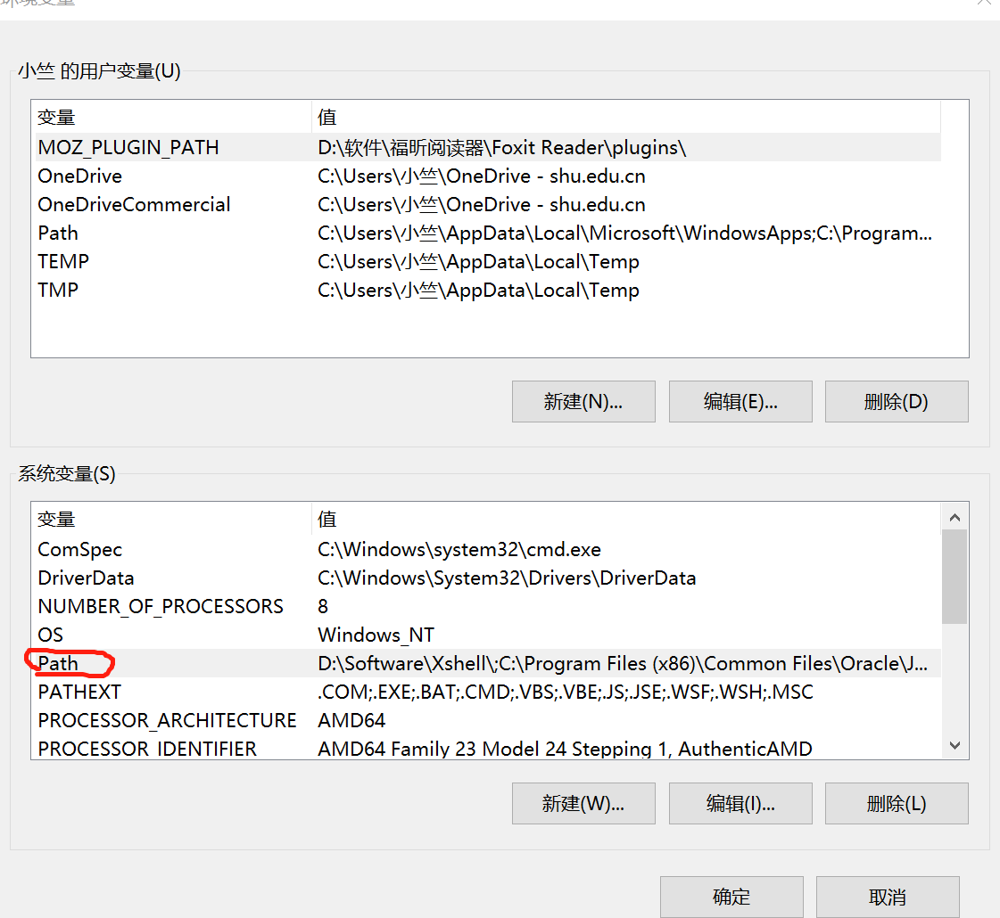 环境变量
小竺 的用户变量(U)
变量 值
MOZ_PLUGIN_PATH D:\软件\福昕阅读器\Foxit Reader\plugins\
OneDrive C:\Users\小竺\OneDrive - shu.edu.cn
OneDriveCommercial C:\Users\小竺\OneDrive - shu.edu.cn
Path C:\Users\小竺\AppData\Local\Microsoft\WindowsApps;C:\Program...
TEMP C:\Users\小竺\AppData\Local\Temp
TMP C:\Users\小竺\AppData\Local\Temp
新建(N)... 编辑(E)... 删除(D)
系统变量(S)
变量 值
ComSpec C:\Windows\system32\cmd.exe
DriverData C:\Windows\System32\Drivers\DriverData
NUMBER_OF_PROCESSORS 8
OS Windows_NT
Path D:\Software\Xshell\;C:\Program Files (x86)\Common Files\Oracle\J...
PATHEXT .COM;.EXE;.BAT;.CMD;.VBS;.VBE;.JS;.JSE;.WSF;.WSH;.MSC
PROCESSOR_ARCHITECTURE AMD64
PROCESSOR_IDENTIFIER AMD64 Family 23 Model 24 Stepping 1, AuthenticAMD
新建(W)... 编辑(I)... 删除(L)
确定 取消